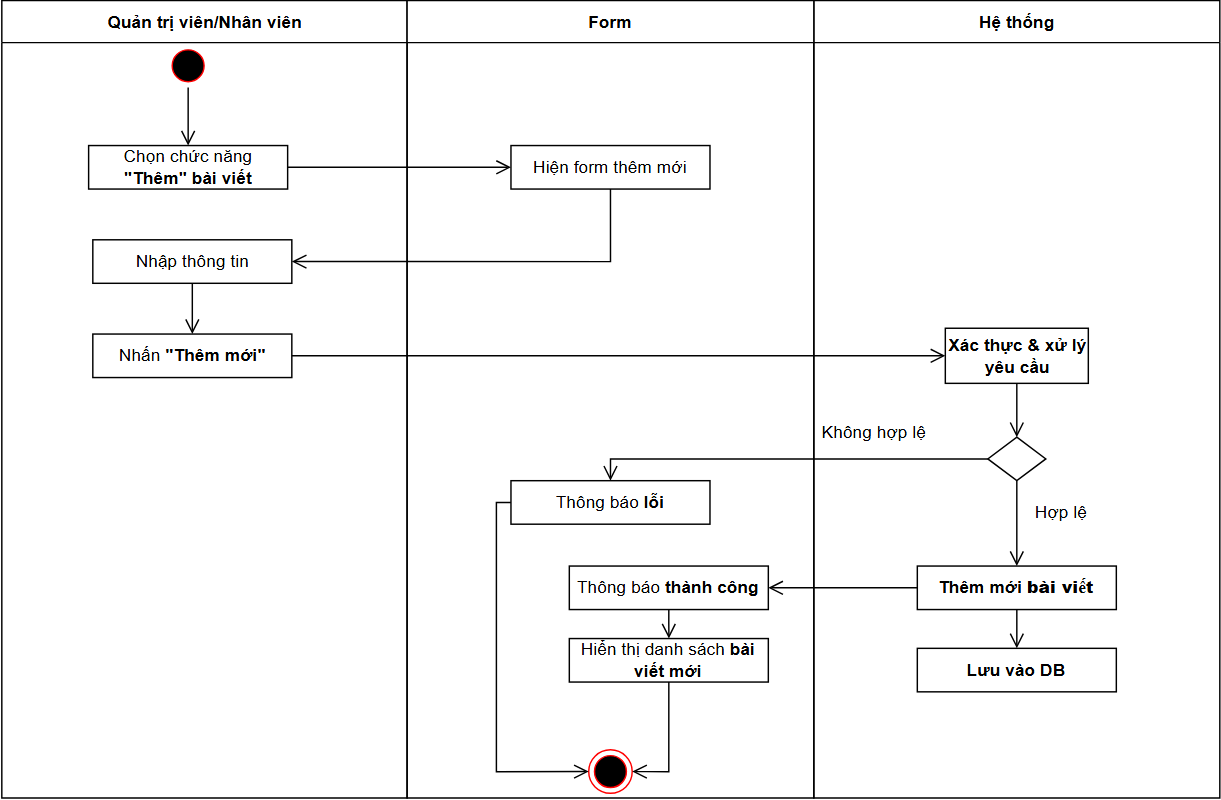 Quản trị viên/Nhân viên
Form
Hệ thống
Chọn chức năng
"Thêm" bài viết
Hiện form thêm mới
Nhập thông tin
Nhấn "Thêm mới"
Xác thực & xử lý
yêu cầu
Không hợp lệ
Thông báo lỗi
Hợp lệ
Thông báo thành công
Thêm mới bài viết
Hiển thị danh sách bài
viết mới
Lưu vào DB